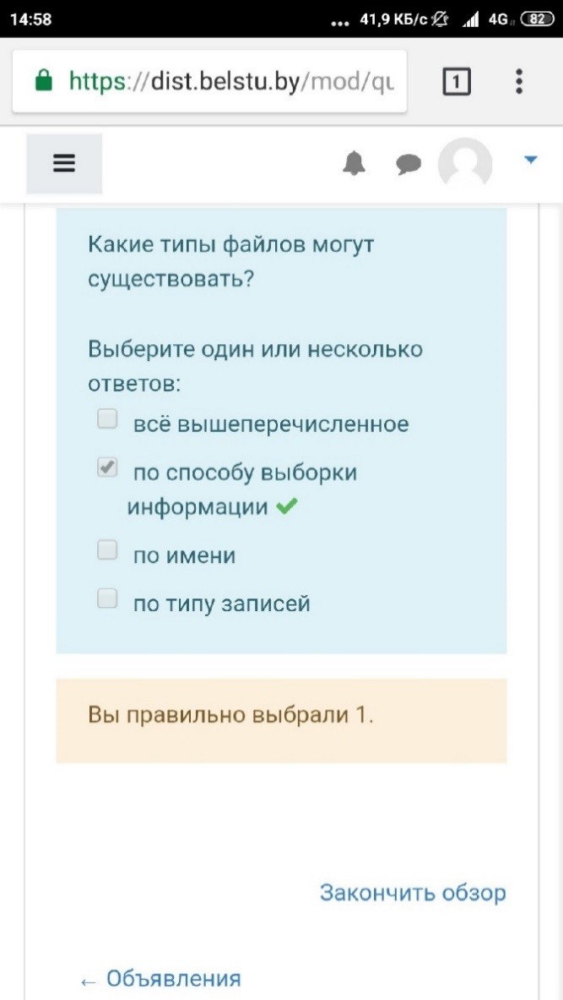 14:58 ... 41,9 КБ/с 4G 82
https://dist.belstu.by/mod/qu 1
Какие типы файлов могут
существовать?
Выберите один или несколько
ответов:
всё вышеперечисленное
по способу выборки
информации
по имени
по типу записей
Вы правильно выбрали 1.
Закончить обзор
← Объявления